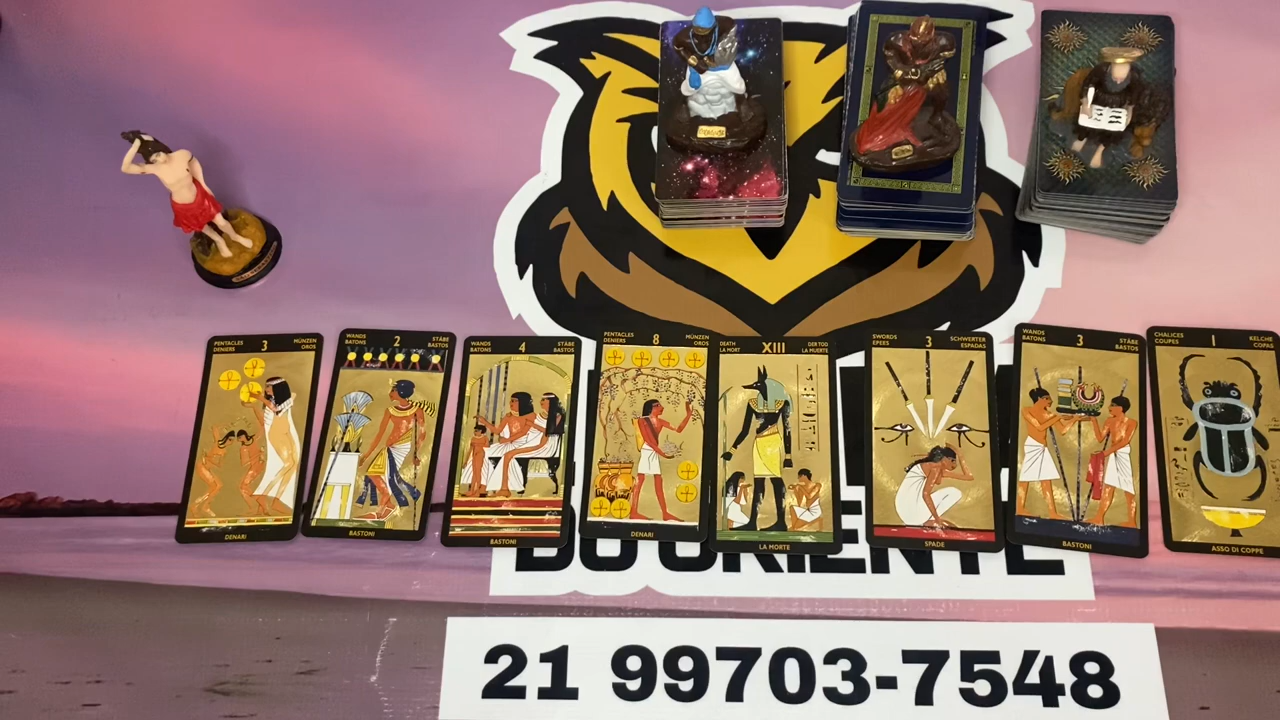 PENTACLES
DENIERS
3
MÜNZEN
OROS
DENARI
WANDS
BATONS
2
STÄBE
BASTOS
BASTONI
WANDS
BATONS
4
STÄBE
BASTOS
BASTONI
PENTACLES
DENIERS
8
MÜNZEN
OROS
DENARI
DEATH
LA MORT
XIII
DER TOD
LA MUERTE
LA MORTE
SWORDS
EPEES
3
SCHWERTER
ESPADAS
SPADE
WANDS
BATONS
3
STÄBE
BASTOS
BASTONI
CHALICES
COUPES
1
KELCHE
COPAS
ASSO DI COPPE
DO ORIENTE
21 99703-7548